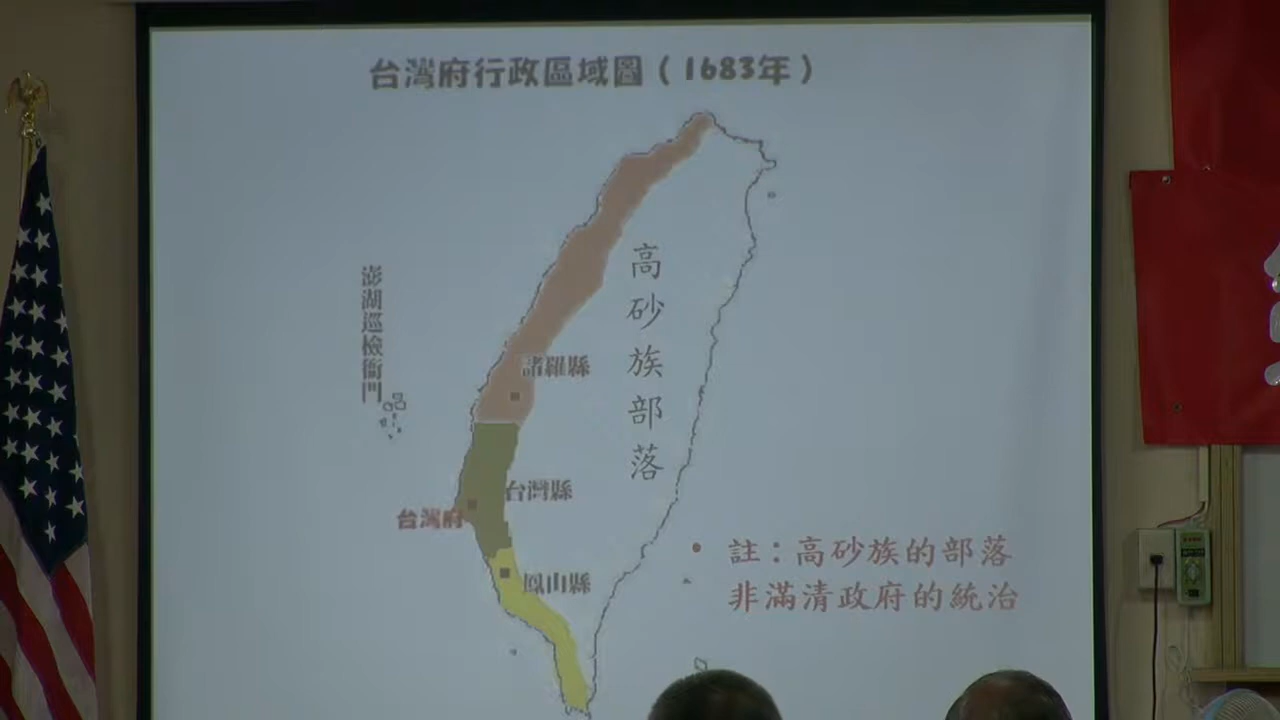 台灣府行政區域圖（1683年）
高砂族部落
澎湖巡檢衙門
諸羅縣
台灣縣
台灣府
鳳山縣
• 註：高砂族的部落
非滿清政府的統治